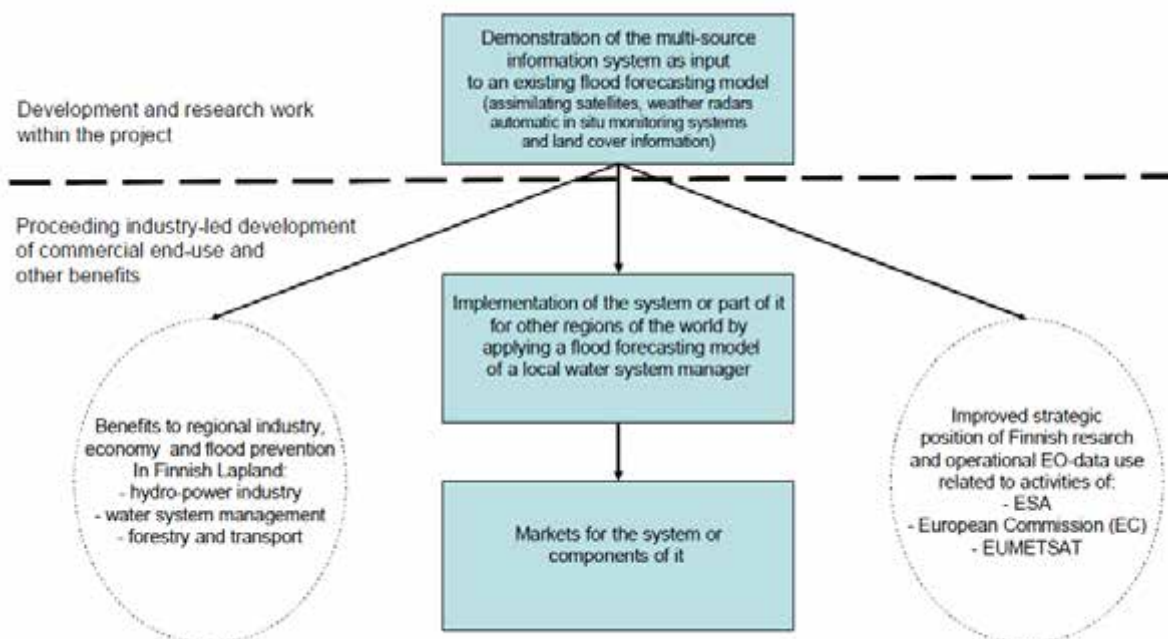 Demonstration of the multi-source
information system as input
to an existing flood forecasting model
(assimilating satellites, weather radars
automatic in situ monitoring systems
and land cover information)
Development and research work
within the project
Proceeding industry-led development
of commercial end-use and
other benefits
Implementation of the system or part of it
for other regions of the world by
applying a flood forecasting model
of a local water system manager
Benefits to regional industry,
economy and flood prevention
In Finnish Lapland:
- hydro-power industry
- water system management
- forestry and transport
Improved strategic
position of Finnish resarch
and operational EO-data use
related to activities of:
- ESA
- European Commission (EC)
- EUMETSAT
Markets for the system or
components of it